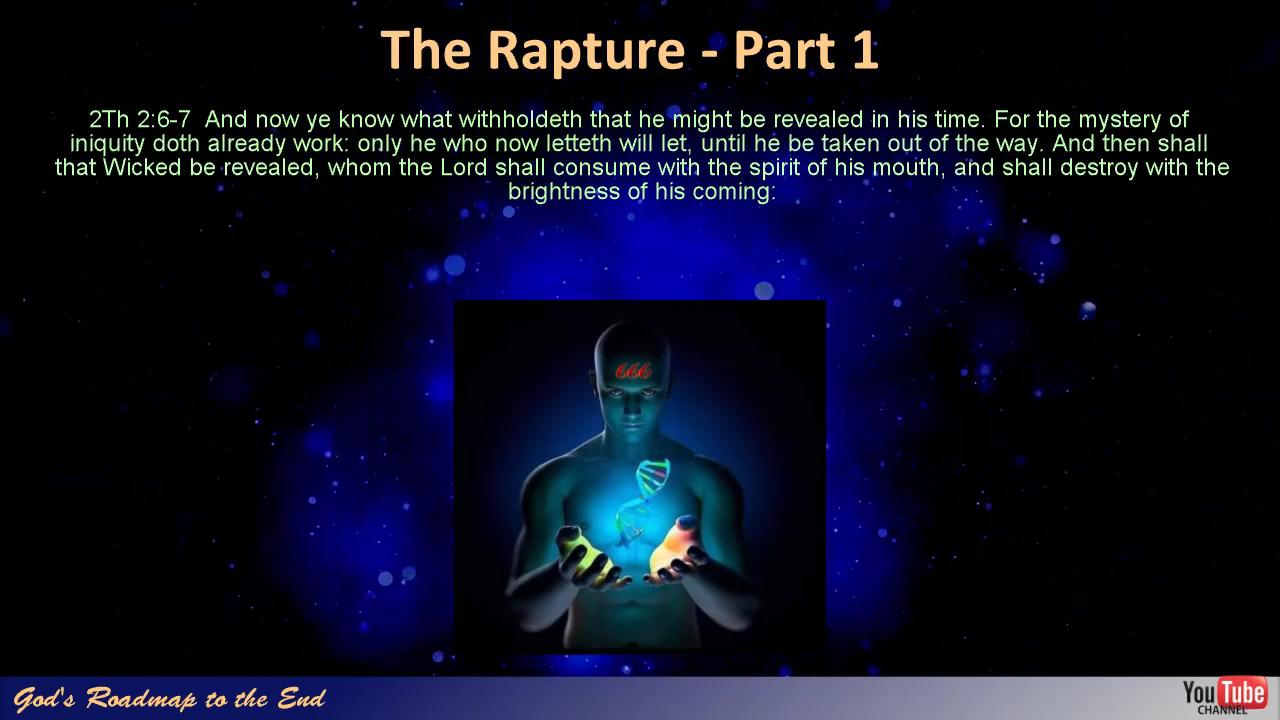 The Rapture - Part 1
2Th 2:6-7  And now ye know what withholdeth that he might be revealed in his time. For the mystery of
iniquity doth already work: only he who now letteth will let, until he be taken out of the way. And then shall
that Wicked be revealed, whom the Lord shall consume with the spirit of his mouth, and shall destroy with the
brightness of his coming:
666
God's Roadmap to the End
YouTube
CHANNEL